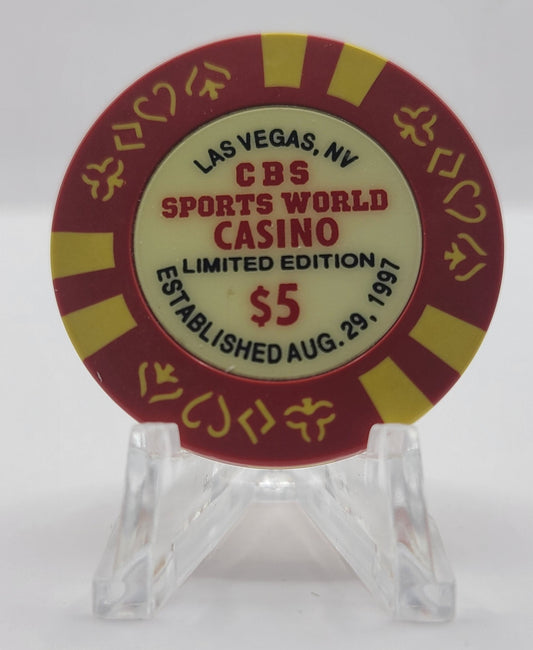 LAS VEGAS, NV
CBS
SPORTS WORLD
CASINO
LIMITED EDITION
$5
ESTABLISHED AUG. 29, 1997